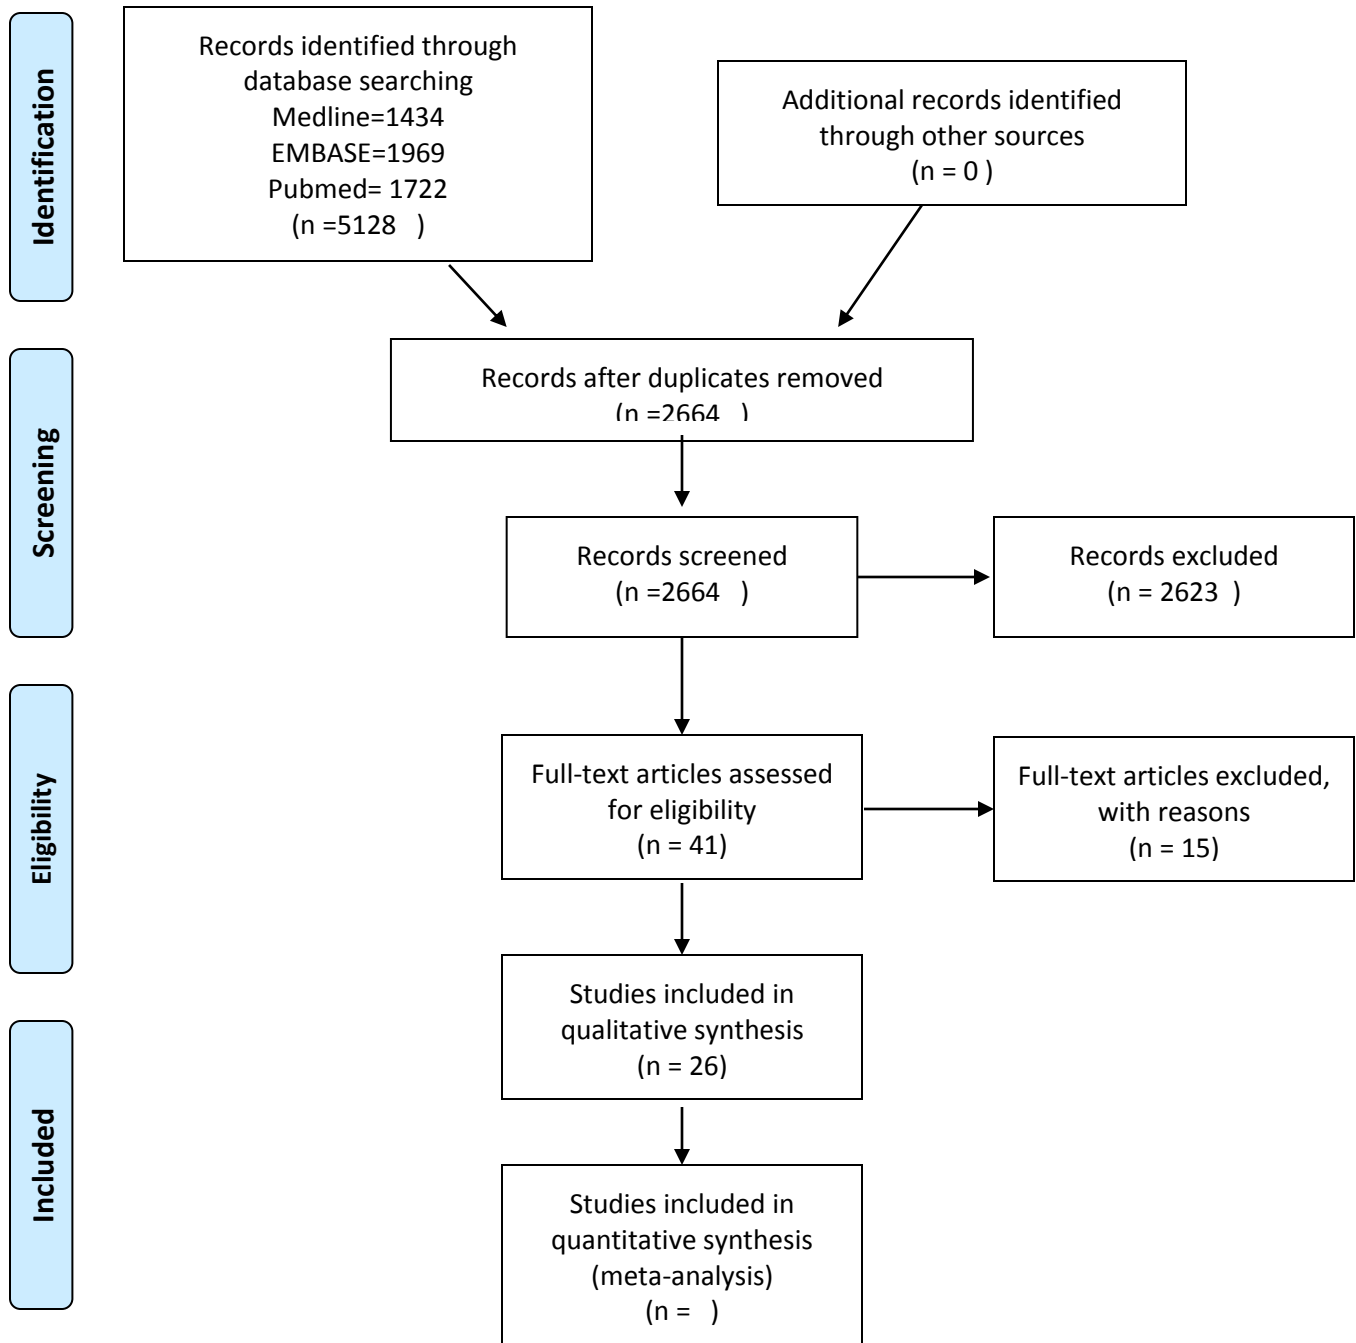 Identification
Records identified through
database searching
Medline=1434
EMBASE=1969
Pubmed= 1722
(n =5128   )
Additional records identified
through other sources
(n = 0 )
Screening
Records after duplicates removed
(n =2664   )
Records screened
(n =2664   )
Records excluded
(n = 2623  )
Eligibility
Full-text articles assessed
for eligibility
(n = 41)
Full-text articles excluded,
with reasons
(n = 15)
Studies included in
qualitative synthesis
(n = 26)
Included
Studies included in
quantitative synthesis
(meta-analysis)
(n =   )